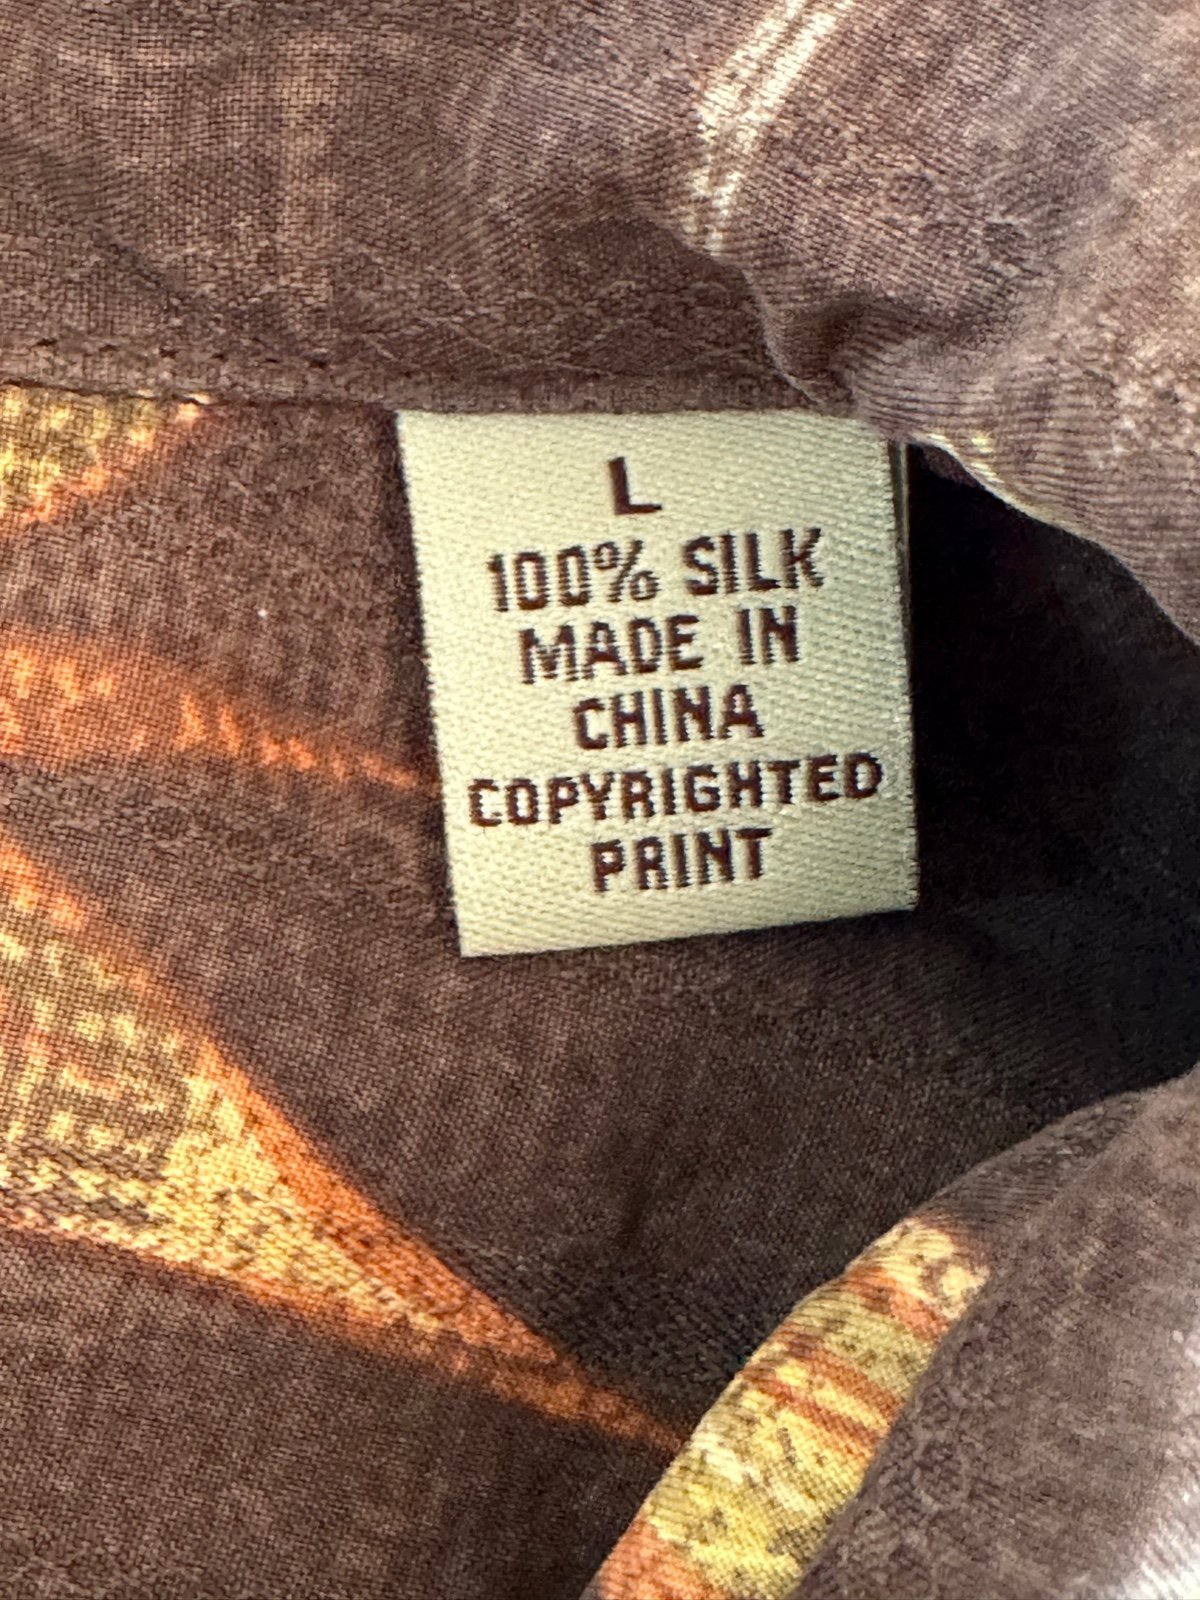 L
100% SILK
MADE IN
CHINA
COPYRIGHTED
PRINT